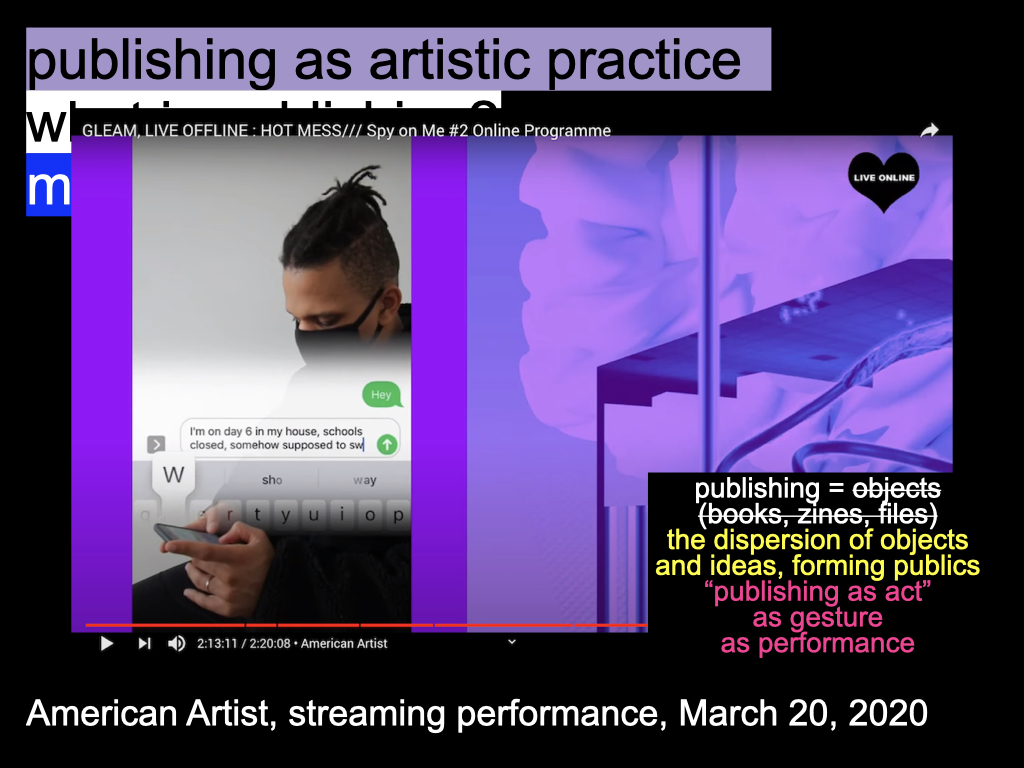 publishing as artistic practice
w
GLEAM, LIVE OFFLINE : HOT MESS/// Spy on Me #2 Online Programme
m
LIVE ONLINE
Hey
I'm on day 6 in my house, schools
closed, somehow supposed to sw
W
sho way
q e r t y u i o p
publishing = objects
(books, zines, files)
the dispersion of objects
and ideas, forming publics
“publishing as act”
as gesture
as performance
2:13:11 / 2:20:08 • American Artist
American Artist, streaming performance, March 20, 2020